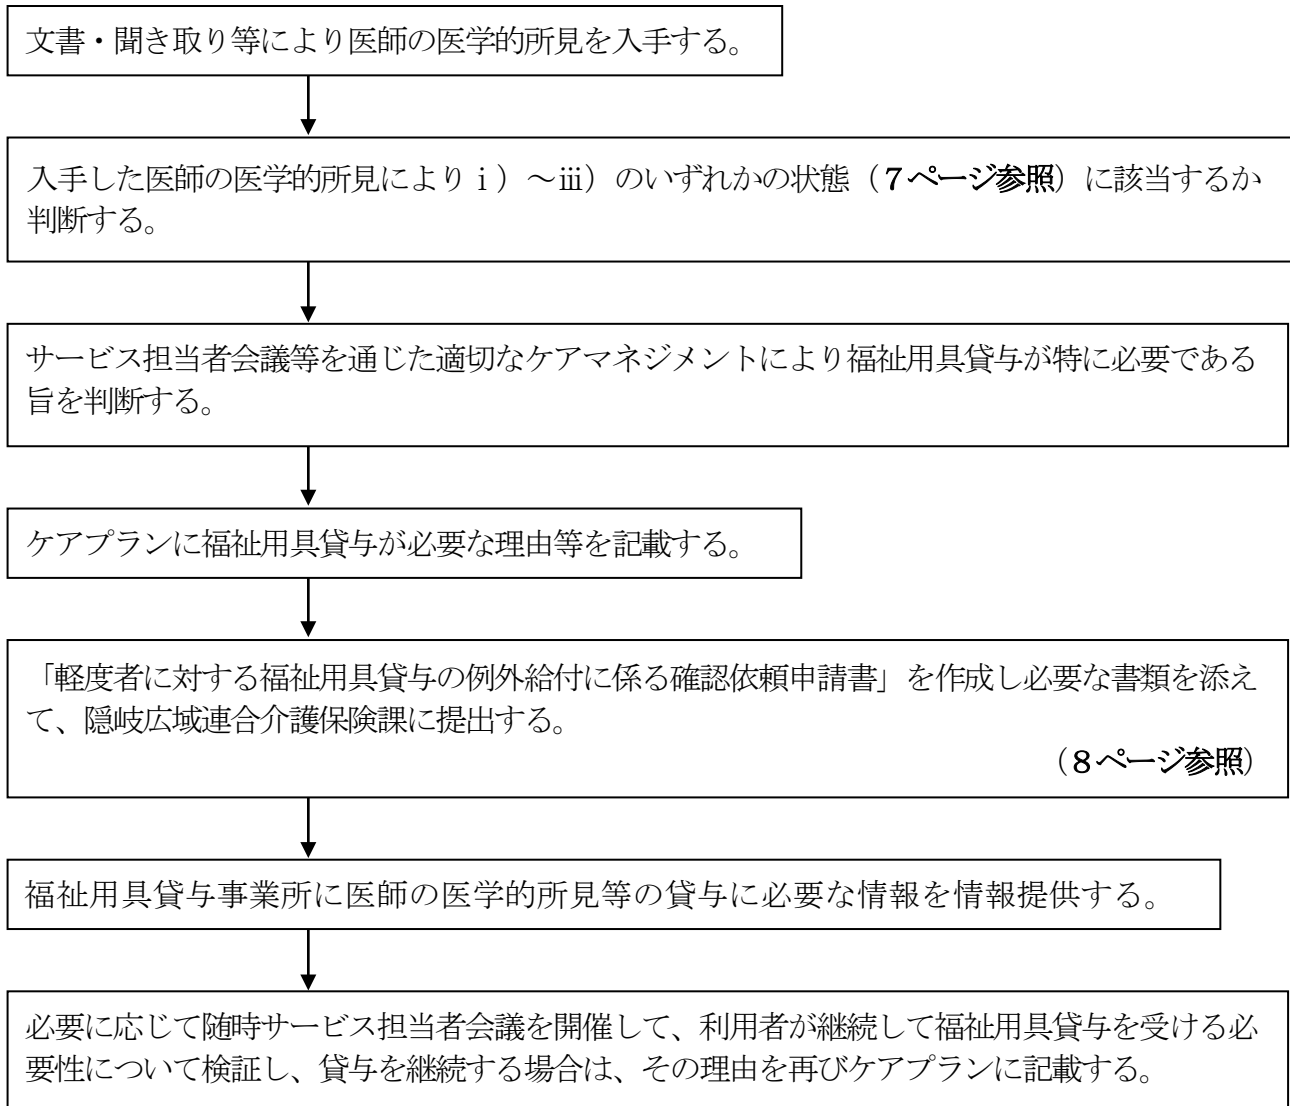 文書・聞き取り等により医師の医学的所見を入手する。
入手した医師の医学的所見によりⅰ）～ⅲ）のいずれかの状態（７ページ参照）に該当するか
判断する。
サービス担当者会議等を通じた適切なケアマネジメントにより福祉用具貸与が特に必要である
旨を判断する。
ケアプランに福祉用具貸与が必要な理由等を記載する。
「軽度者に対する福祉用具貸与の例外給付に係る確認依頼申請書」を作成し必要な書類を添え
て、隠岐広域連合介護保険課に提出する。
（８ページ参照）
福祉用具貸与事業所に医師の医学的所見等の貸与に必要な情報を情報提供する。
必要に応じて随時サービス担当者会議を開催して、利用者が継続して福祉用具貸与を受ける必
要性について検証し、貸与を継続する場合は、その理由を再びケアプランに記載する。